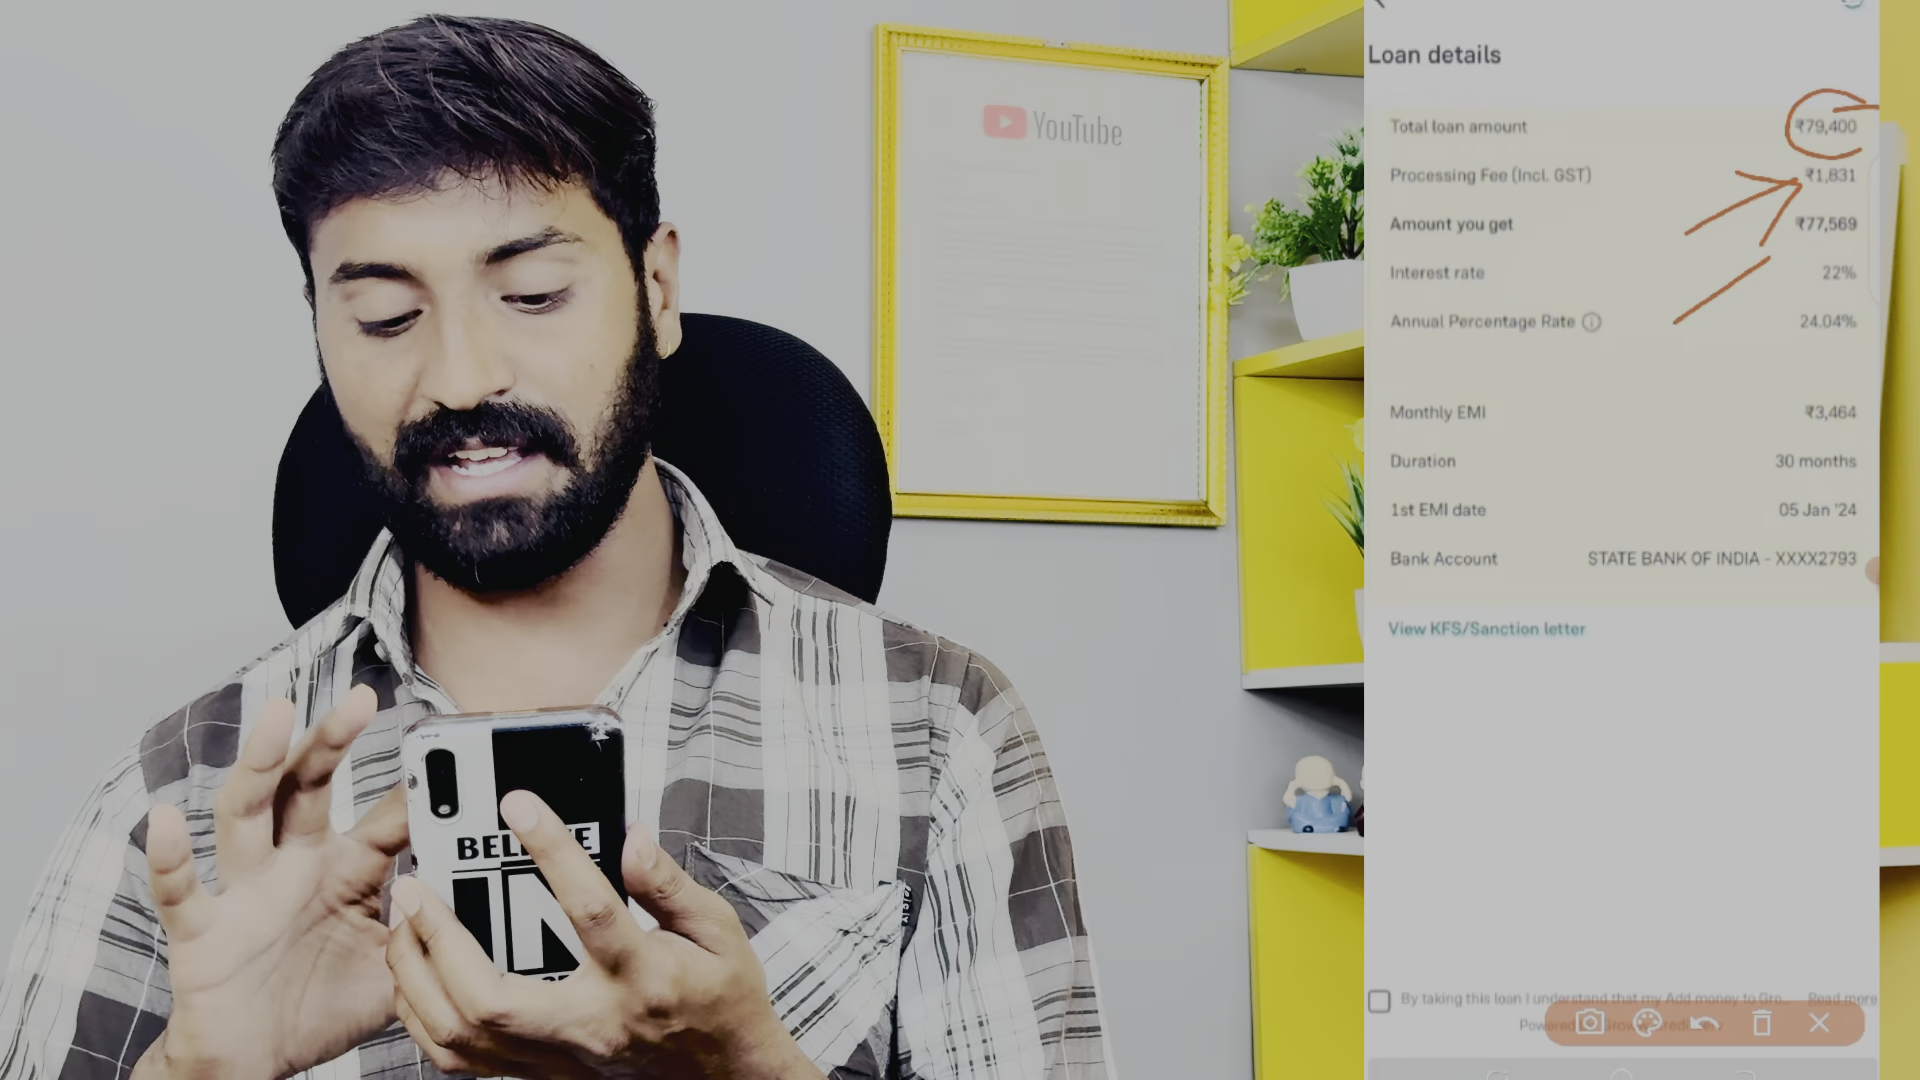 YouTube
BEL
IN
Loan details
Total loan amount ₹79,400
Processing Fee (Incl. GST) ₹1,831
Amount you get ₹77,569
Interest rate 22%
Annual Percentage Rate 24.04%
Monthly EMI ₹3,464
Duration 30 months
1st EMI date 05 Jan '24
Bank Account STATE BANK OF INDIA - XXXX2793
View KFS/Sanction letter
By taking this loan I understand that my Add money to Gro... Read more